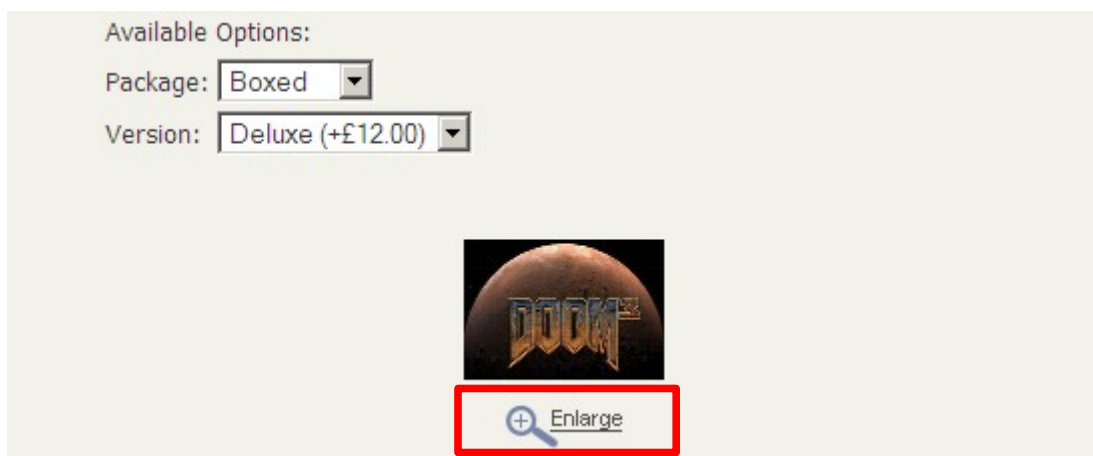 Available Options:
Package: Boxed
Version: Deluxe (+£12.00)
DOOM 3
Enlarge